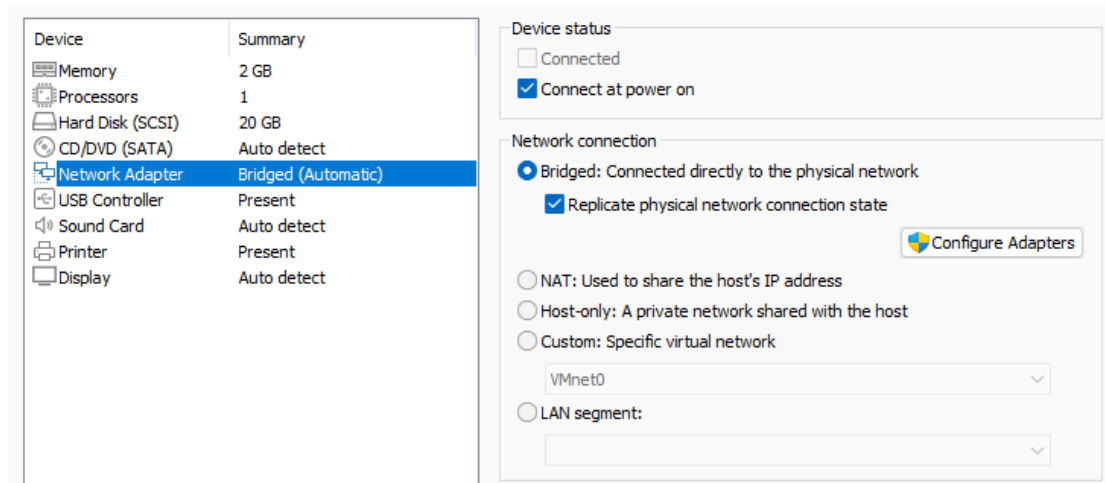 Device Summary
Memory 2 GB
Processors 1
Hard Disk (SCSI) 20 GB
CD/DVD (SATA) Auto detect
Network Adapter Bridged (Automatic)
USB Controller Present
Sound Card Auto detect
Printer Present
Display Auto detect
Device status
Connected
Connect at power on
Network connection
Bridged: Connected directly to the physical network
Replicate physical network connection state
Configure Adapters
NAT: Used to share the host's IP address
Host-only: A private network shared with the host
Custom: Specific virtual network
VMnet0
LAN segment: